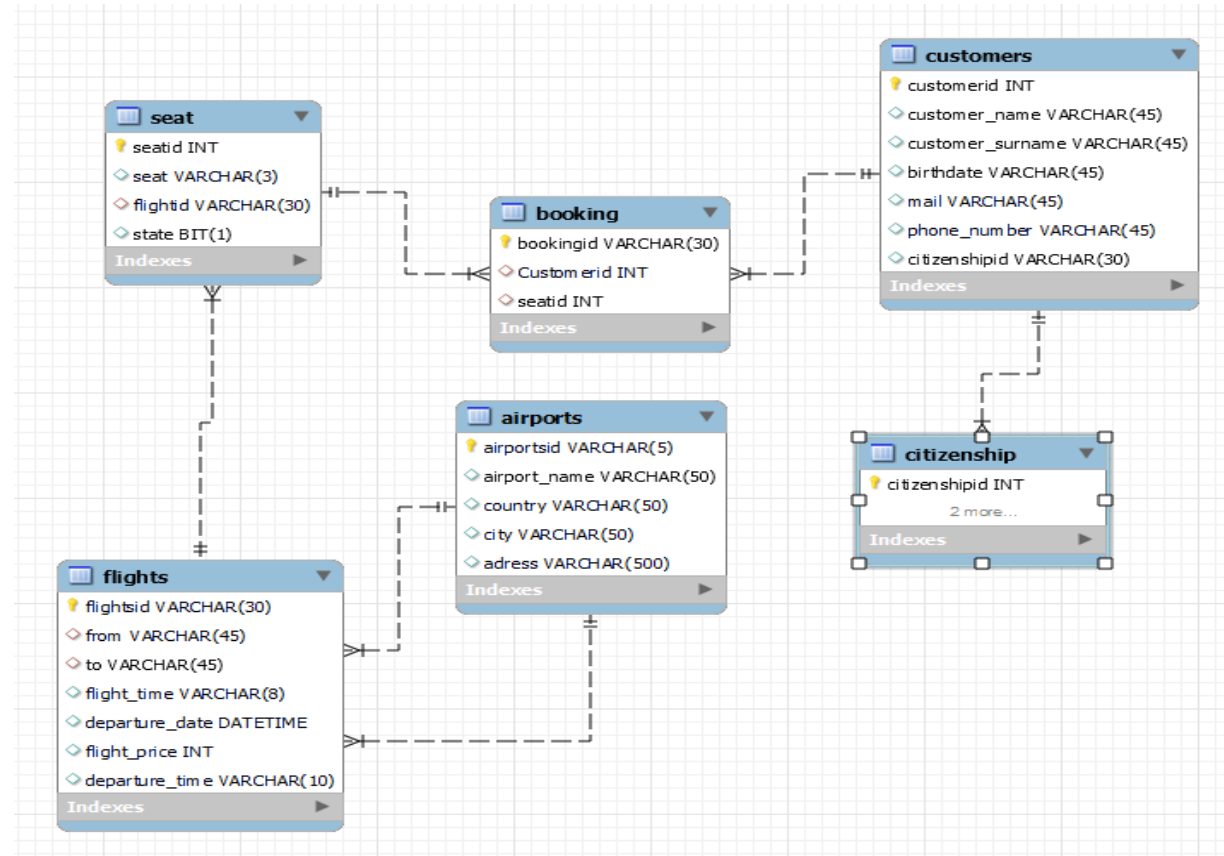 seat
seatid INT
seat VARCHAR(3)
flightid VARCHAR(30)
state BIT(1)
Indexes
booking
bookingid VARCHAR(30)
Customerid INT
seatid INT
Indexes
customers
customerid INT
customer_name VARCHAR(45)
customer_surname VARCHAR(45)
birthdate VARCHAR(45)
mail VARCHAR(45)
phone_number VARCHAR(45)
citizenshipid VARCHAR(30)
Indexes
airports
airportsid VARCHAR(5)
airport_name VARCHAR(50)
country VARCHAR(50)
city VARCHAR(50)
adress VARCHAR(500)
Indexes
citizenship
citizenshipid INT
2 more...
Indexes
flights
flightsid VARCHAR(30)
from VARCHAR(45)
to VARCHAR(45)
flight_time VARCHAR(8)
departure_date DATETIME
flight_price INT
departure_time VARCHAR(10)
Indexes